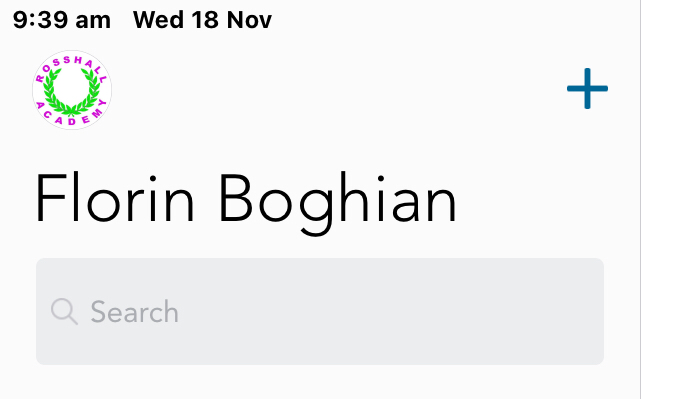 9:39 am Wed 18 Nov
ROSSHALL
ACADEMY
Florin Boghian
Search